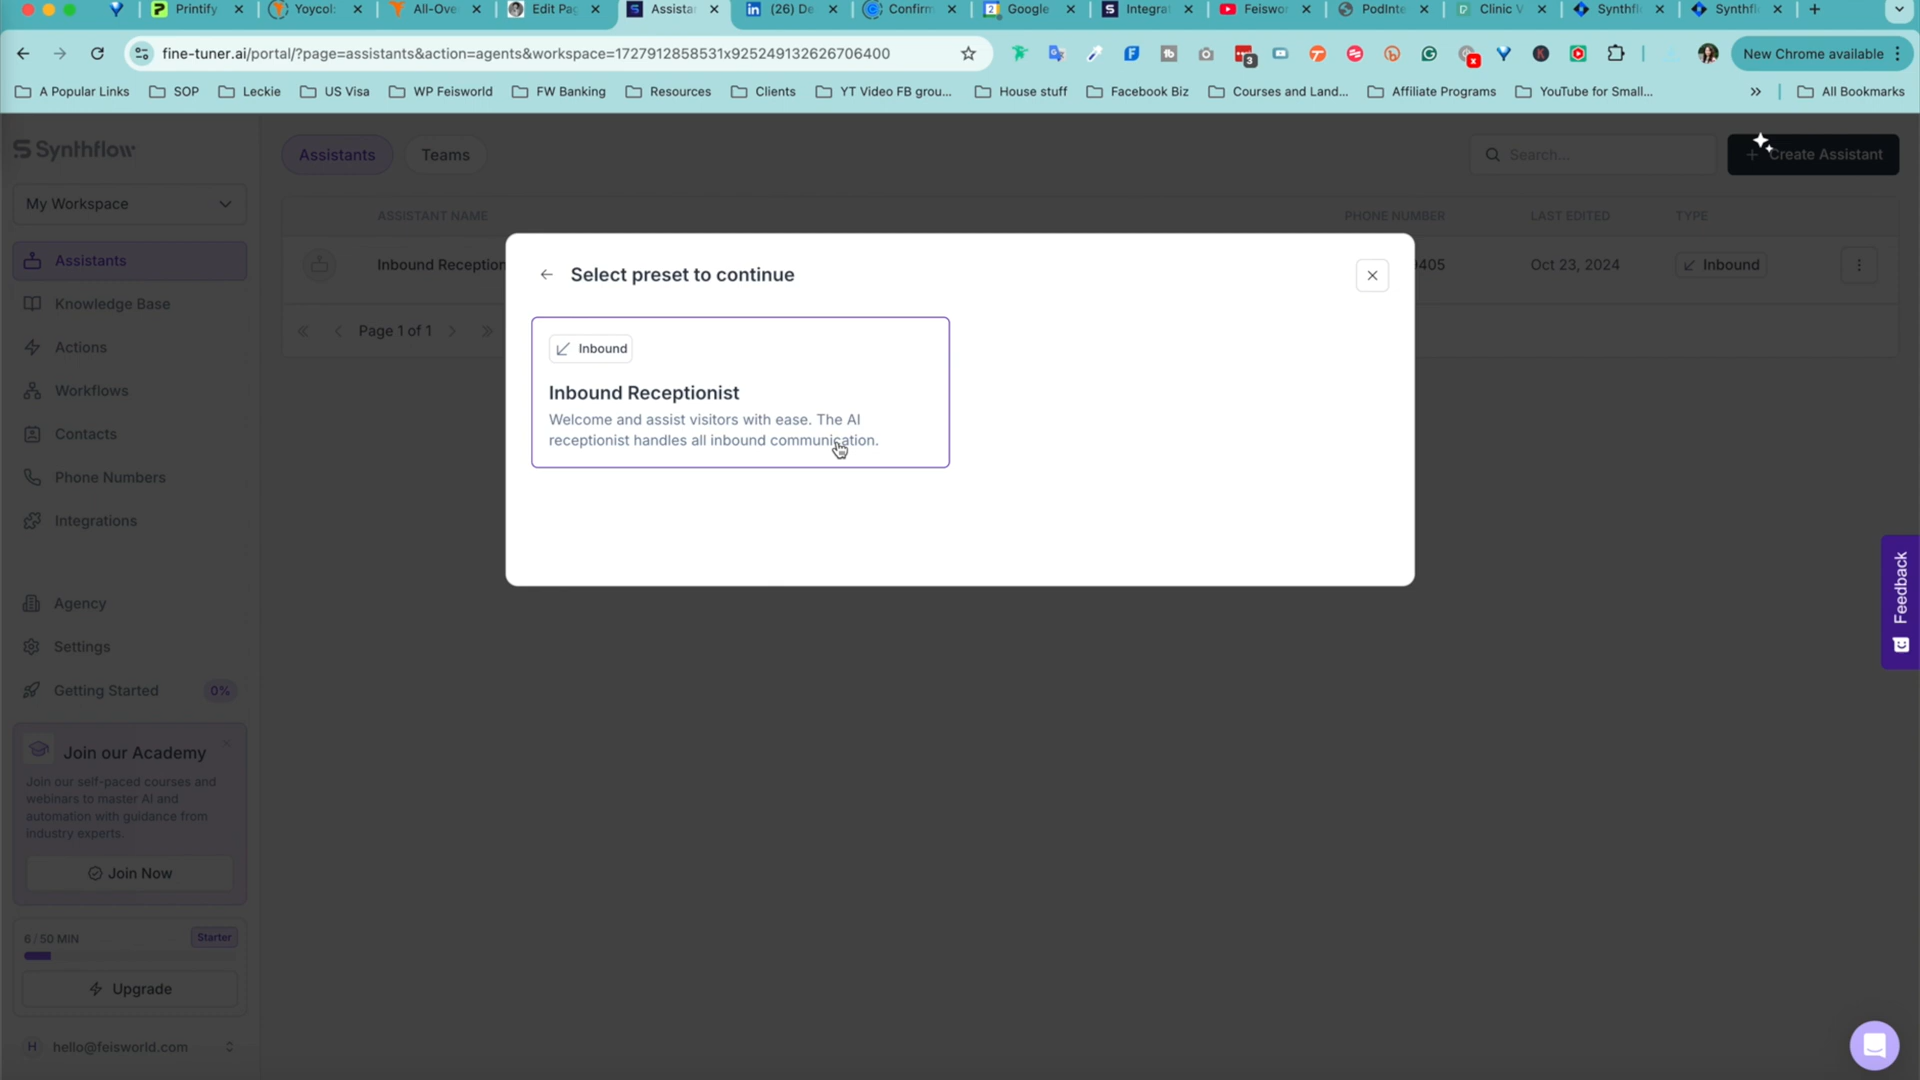 Printify
Yoycol:
All-Ove
Edit Pag
Assistar
(26) De
Confirm
Google
Integrat
Feiswor
PodInte
Clinic V
Synthfl
Synthfl
fine-tuner.ai/portal/?page=assistants&action=agents&workspace=1727912858531x925249132626706400
3
New Chrome available
A Popular Links
SOP
Leckie
US Visa
WP Feisworld
FW Banking
Resources
Clients
YT Video FB grou...
House stuff
Facebook Biz
Courses and Land...
Affiliate Programs
YouTube for Small...
All Bookmarks
Synthflow
My Workspace
Assistants
Knowledge Base
Actions
Workflows
Contacts
Phone Numbers
Integrations
Agency
Settings
Getting Started 0%
Join our Academy
Join our self-paced courses and
webinars to master AI and
automation with guidance from
industry experts.
Join Now
6 / 50 MIN Starter
Upgrade
H hello@feisworld.com
Assistants Teams
Search...
+ Create Assistant
ASSISTANT NAME PHONE NUMBER LAST EDITED TYPE
Inbound Reception 9405 Oct 23, 2024 Inbound
Page 1 of 1
Select preset to continue
Inbound
Inbound Receptionist
Welcome and assist visitors with ease. The AI
receptionist handles all inbound communication.
Feedback